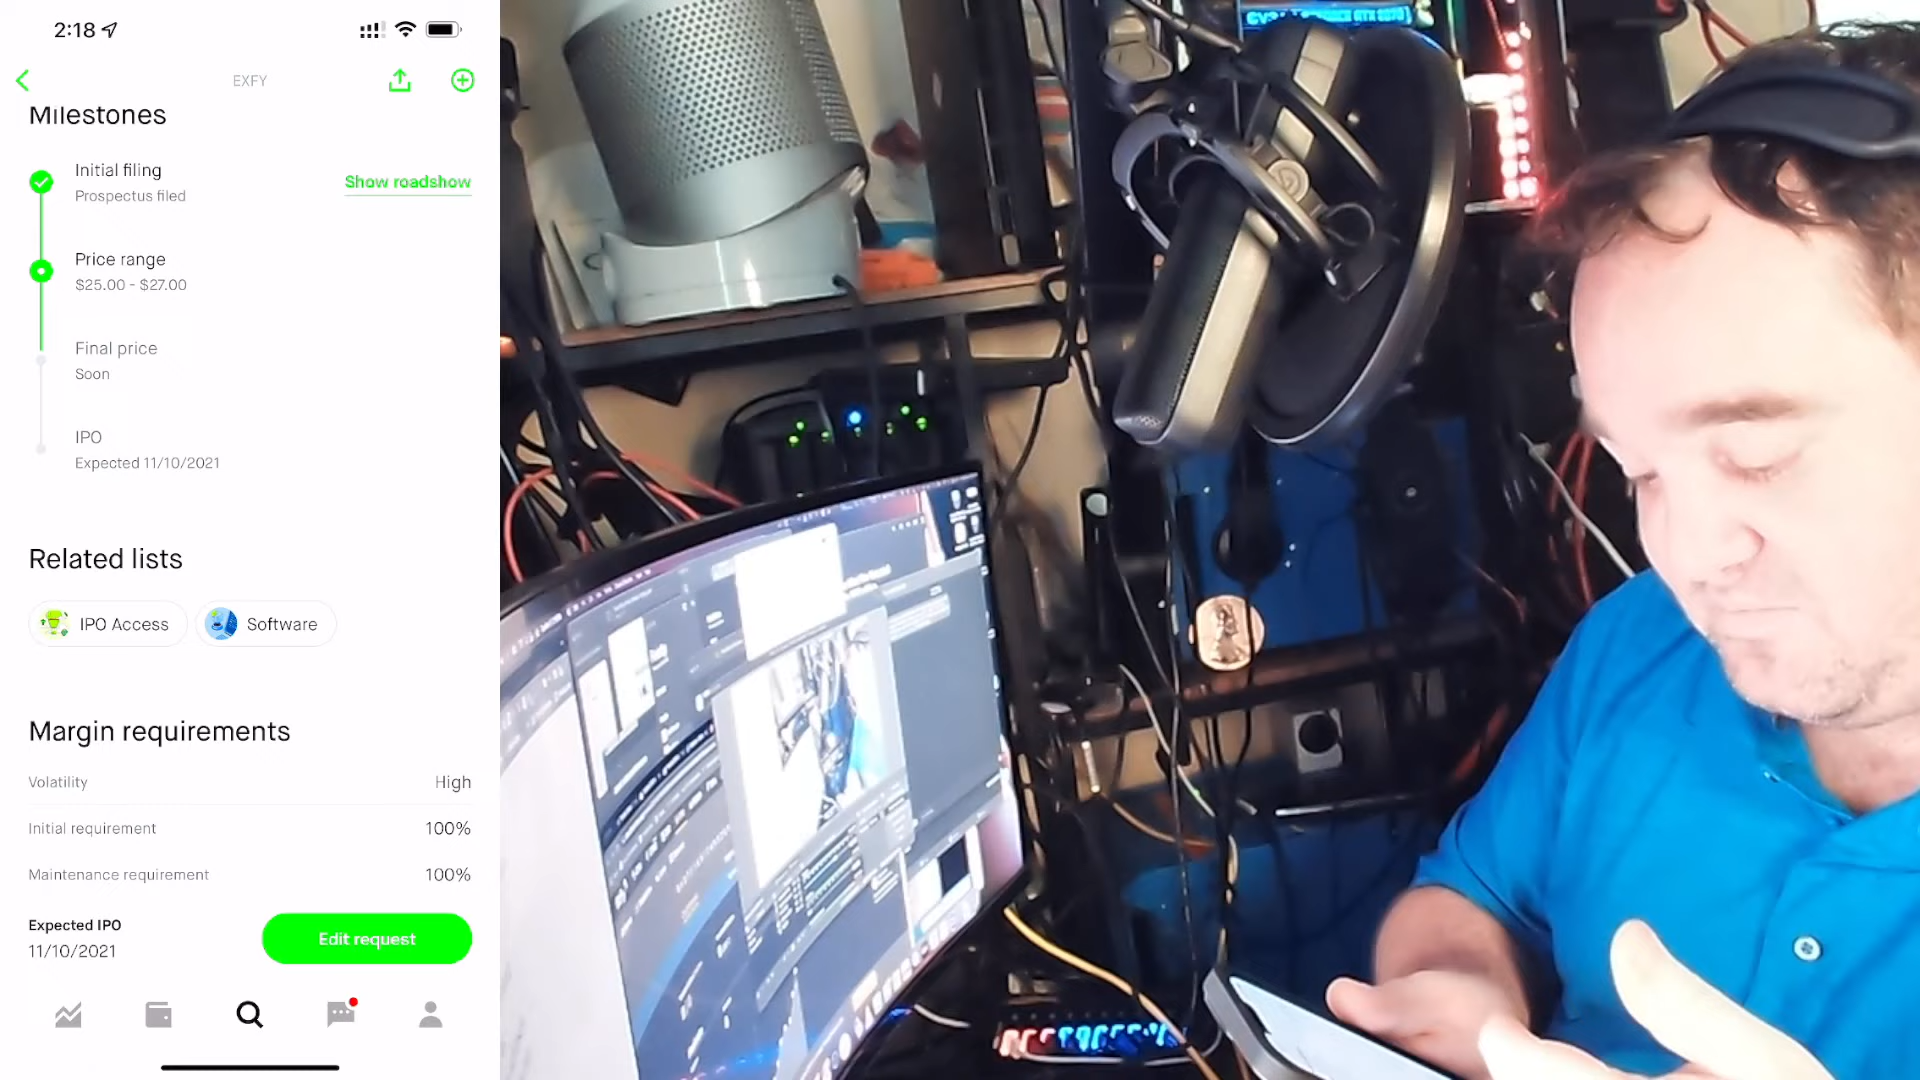 2:18
EXFY
Milestones
Initial filing
Prospectus filed
Show roadshow
Price range
$25.00 - $27.00
Final price
Soon
IPO
Expected 11/10/2021
Related lists
IPO Access
Software
Margin requirements
Volatility
High
Initial requirement
100%
Maintenance requirement
100%
Expected IPO
11/10/2021
Edit request